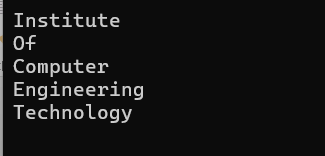 Institute
Of
Computer
Engineering
Technology